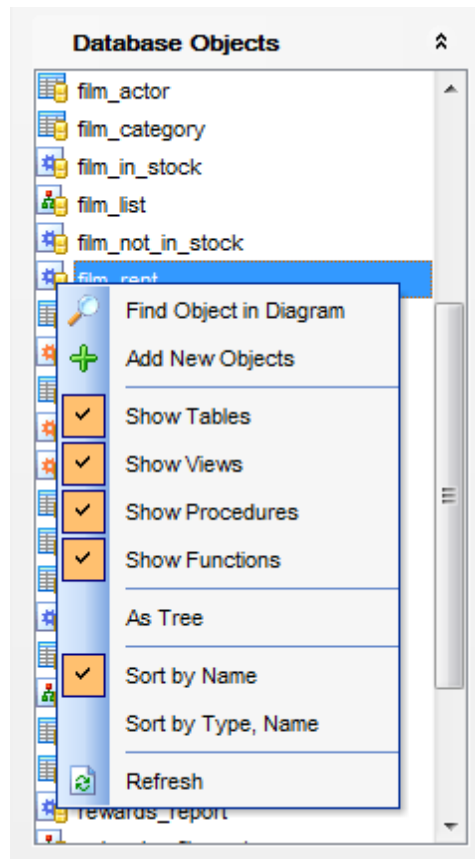 Database Objects
film_actor
film_category
film_in_stock
film_list
film_not_in_stock
film_rent
Find Object in Diagram
Add New Objects
Show Tables
Show Views
Show Procedures
Show Functions
As Tree
Sort by Name
Sort by Type, Name
Refresh
rewards_report